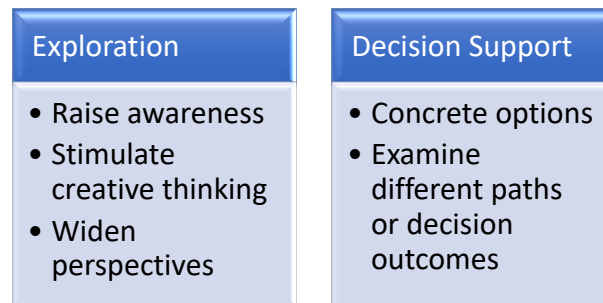 Exploration
• Raise awareness
• Stimulate
creative thinking
• Widen
perspectives
Decision Support
• Concrete options
• Examine
different paths
or decision
outcomes